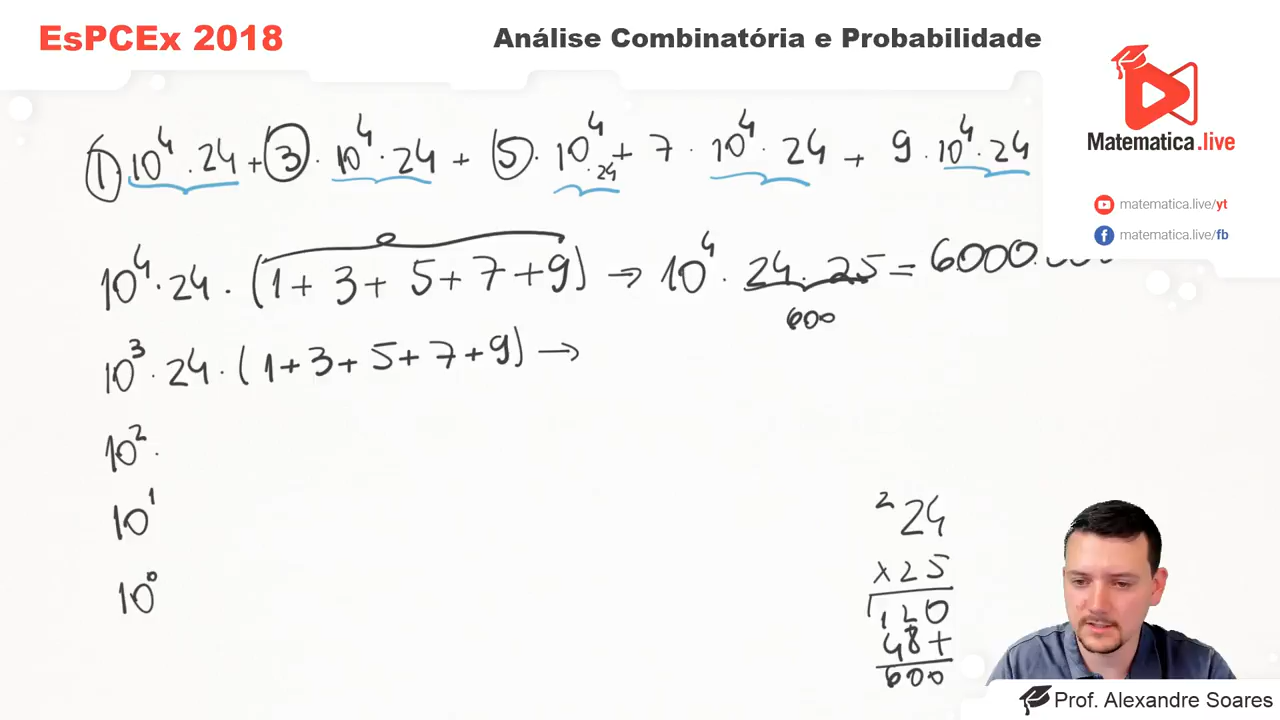 EsPCEx 2018
Análise Combinatória e Probabilidade
Matematica.live
matematica.live/yt
matematica.live/fb
1 10⁴ · 24 + 3 · 10⁴ · 24 + 5 · 10⁴ · 24 + 7 · 10⁴ · 24 + 9 · 10⁴ · 24
10⁴ · 24 · (1 + 3 + 5 + 7 + 9) → 10⁴ · 24 · 25 = 6000.000
600
10³ · 24 · (1 + 3 + 5 + 7 + 9) →
10² ·
10¹
10⁰
2 24
x 25
120
48+
600
Prof. Alexandre Soares